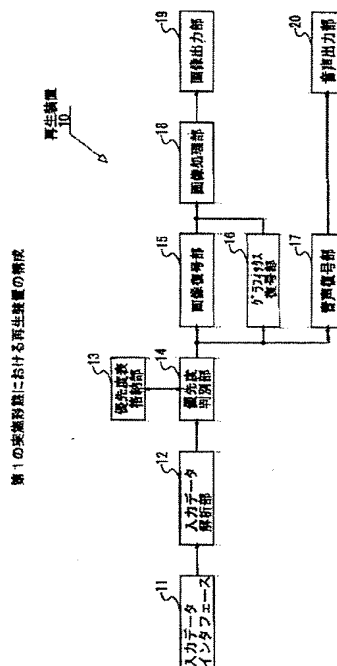 第1の実施形態における再生装置の構成
再生装置
10
11
入力データ
インタフェース
12
入力データ
解析部
13
優先度表
格納部
14
優先度
判別部
15
画像復号部
16
グラフィックス
復号部
17
音声復号部
18
画像処理部
19
画像出力部
20
音声出力部